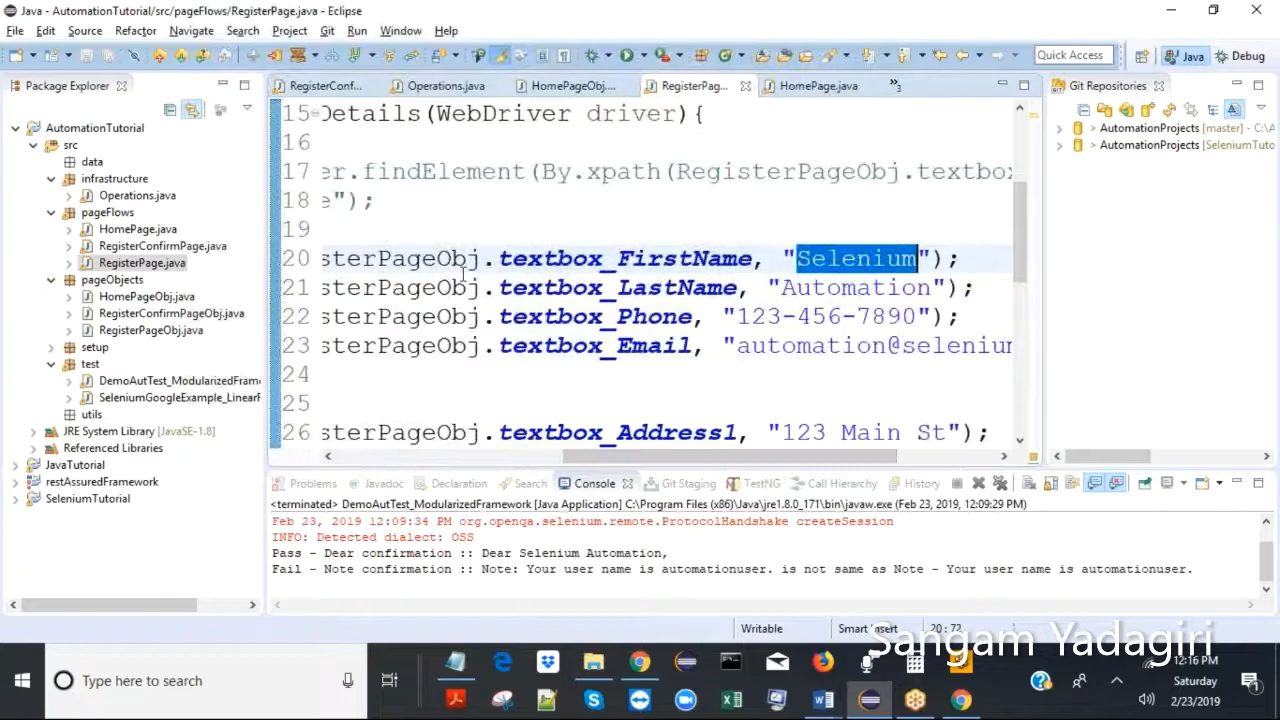 Java - AutomationTutorial/src/pageFlows/RegisterPage.java - Eclipse
File Edit Source Refactor Navigate Search Project Git Run Window Help
Quick Access Java Debug
Package Explorer
RegisterConf... Operations.java HomePageObj.... RegisterPag... HomePage.java »3
Git Repositories
AutomationTutorial
src
data
infrastructure
Operations.java
pageFlows
HomePage.java
RegisterConfirmPage.java
RegisterPage.java
pageObjects
HomePageObj.java
RegisterConfirmPageObj.java
RegisterPageObj.java
setup
test
DemoAutTest_ModularizedFram
SeleniumGoogleExample_LinearF
utils
JRE System Library [JavaSE-1.8]
Referenced Libraries
JavaTutorial
restAssuredFramework
SeleniumTutorial
15 Details(WebDriver driver){
16
17 er.findElement(By.xpath(RegisterPageObj.textbox
18 e");
19
20 sterPageObj.textbox_FirstName, "Selenium");
21 sterPageObj.textbox_LastName, "Automation");
22 sterPageObj.textbox_Phone, "123-456-7890");
23 sterPageObj.textbox_Email, "automation@seleniur
24
25
26 sterPageObj.textbox_Address1, "123 Main St");
> AutomationProjects [master] - C:\A
> AutomationProjects [SeleniumTuto
Problems Javadoc Declaration Search Console Git Staging TestNG Call Hierarchy History
<terminated> DemoAutTest_ModularizedFramework [Java Application] C:\Program Files (x86)\Java\jre1.8.0_171\bin\javaw.exe (Feb 23, 2019, 12:09:29 PM)
Feb 23, 2019 12:09:34 PM org.openqa.selenium.remote.ProtocolHandshake createSession
INFO: Detected dialect: OSS
Pass - Dear confirmation :: Dear Selenium Automation,
Fail - Note confirmation :: Note: Your user name is automationuser. is not same as Note - Your user name is automationuser.
Writable Smart Insert 20 : 72
Sangam Yadagiri
Type here to search
12:16 PM
Saturday
2/23/2019